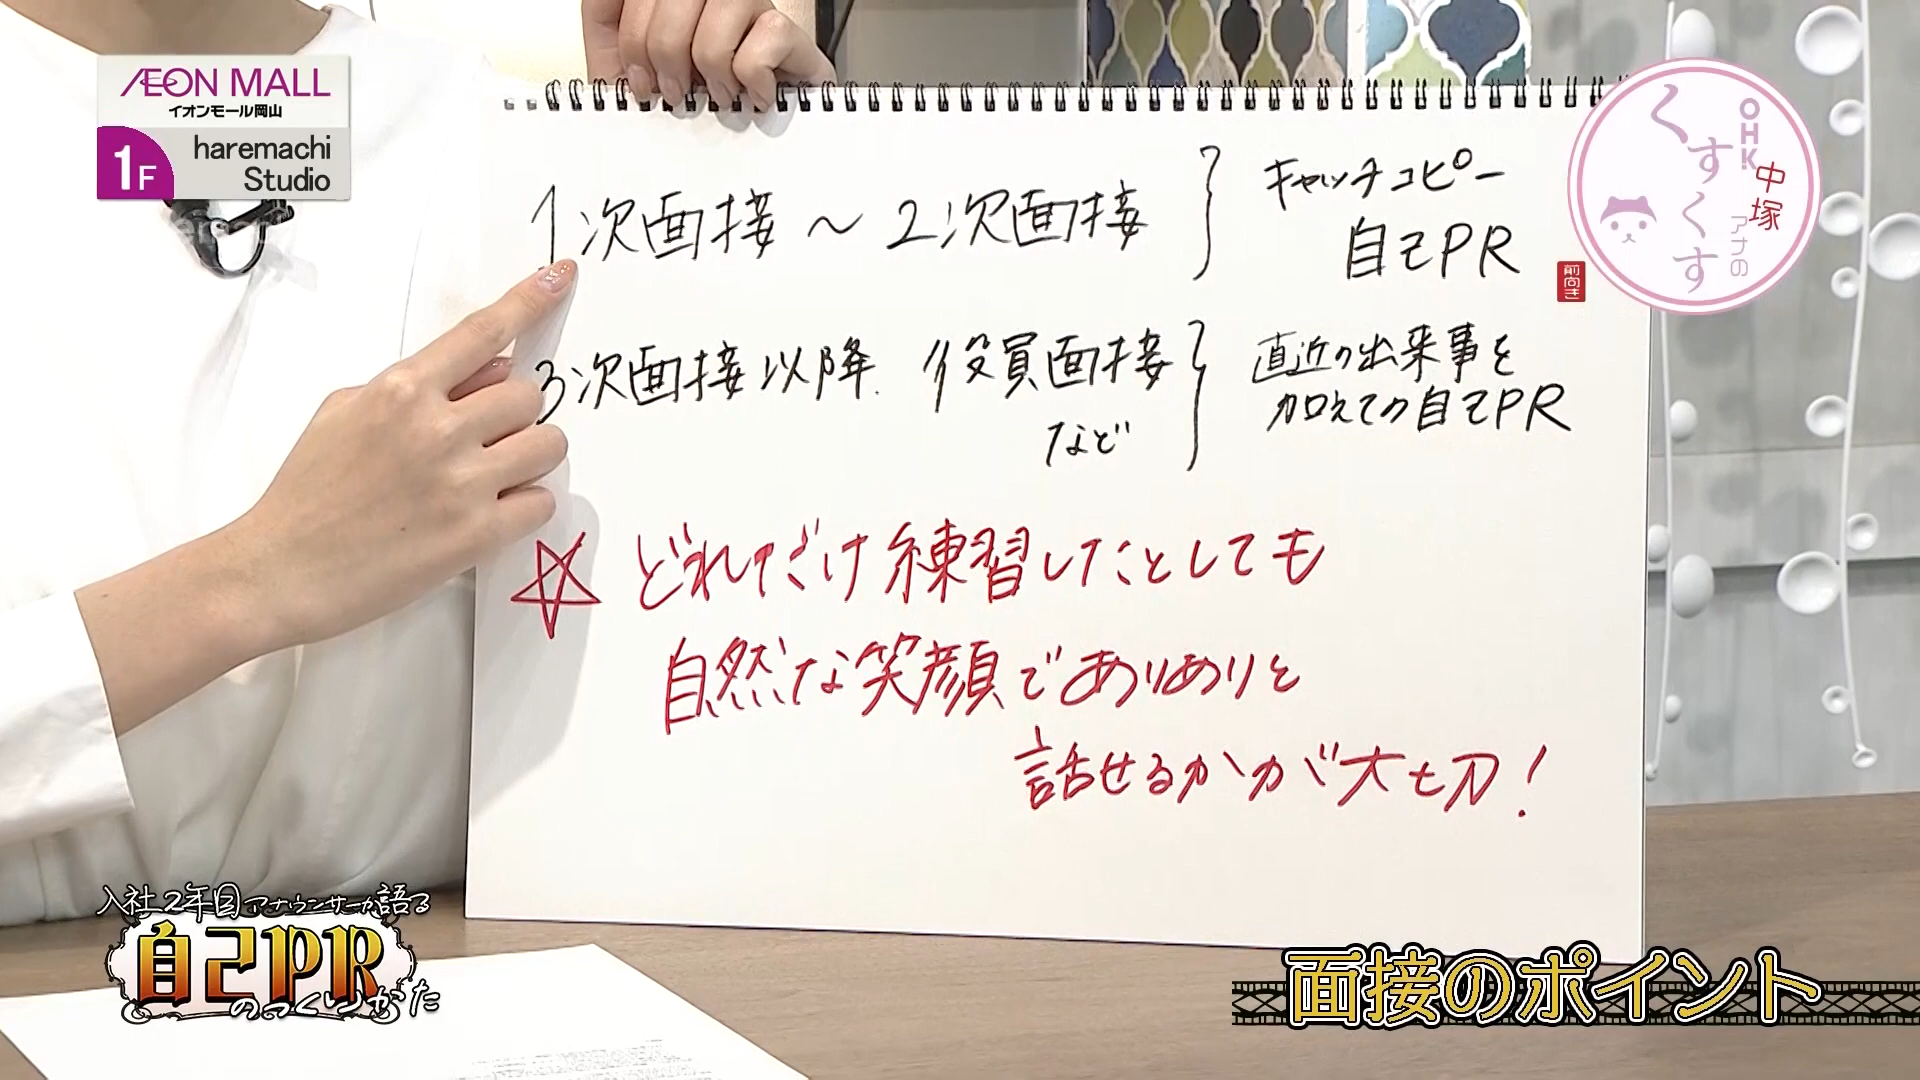 ÆON MALL
イオンモール岡山
1F
haremachi
Studio
OHK
中塚
アナの
くすくす
前向き
1次面接～2次面接
キャッチコピー
自己PR
3次面接以降 役員面接
など
直近の出来事を
加えての自己PR
☆ どれだけ練習したとしても
自然な笑顔でありありと
話せるかが大切!
入社2年目アナウンサーが語る
自己PR
のつくりかた
面接のポイント